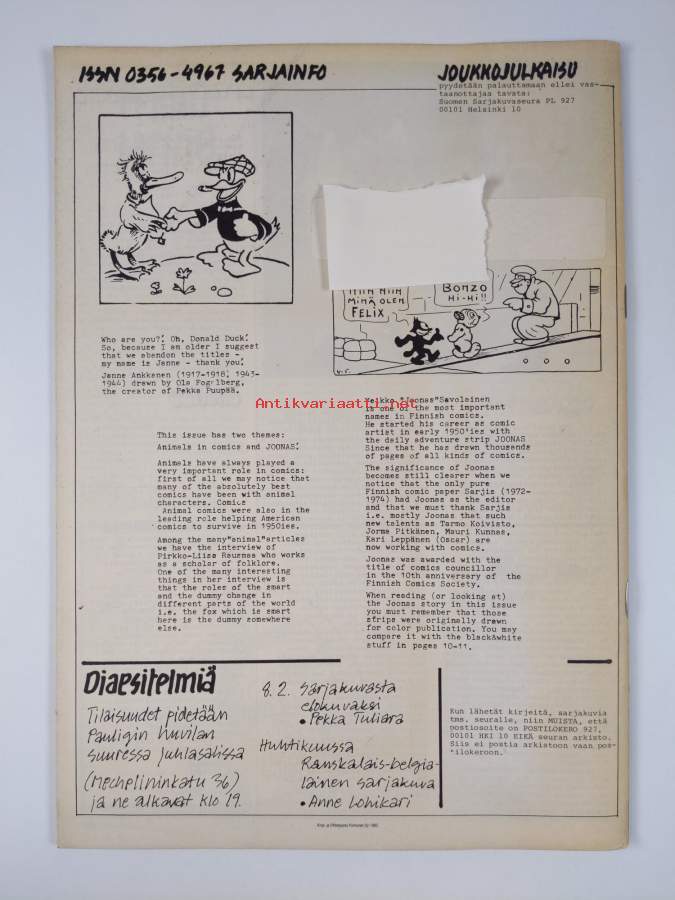 ISSN 0356-4967 SARJAINFO
JOUKKOJULKAISU
pyydetään palauttamaan ellei vas-
taanottajaa tavata:
Suomen Sarjakuvaseura PL 927
00101 Helsinki 10
MINÄ OLEN
FELIX
BONZO
HI-HI!!
Who are you?! Oh, Donald Duck!
So, because I am older I suggest
that we abendon the titles -
my name is Janne - thank you!
Janne Ankkanen (1917-1918, 1943-
1944) drawn by Ola Fogelberg,
the creator of Pekka Puupää.
Antikvariaatti.net
This issue has two themes:
Animals in comics and JOONAS!
Animals have always played a
very important role in comics:
first of all we may notice that
many of the absolutely best
comics have been with animal
characters. Comics
Animal comics were also in the
leading role helping American
comics to survive in 1950ies.
Among the many"animal"articles
we have the interview of
Pirkko-Liisa Rausmaa who works
as a scholar of folklore.
One of the many interesting
things in her interview is
that the roles of the smart
and the dummy change in
different parts of the world
i.e. the fox which is smart
here is the dummy somewhere
else.
Veikko "Joonas"Savolainen
is one of the most important
names in Finnish comics.
He started his career as comic
artist in early 1950'ies with
the daily adventure strip JOONAS
Since that he has drawn thousands
of pages of all kinds of comics.
The significance of Joonas
becomes still clearer when we
notice that the only pure
Finnish comic paper Sarjis (1972-
1974) had Joonas as the editor
and that we must thank Sarjis
i.e. mostly Joonas that such
new talents as Tarmo Koivisto,
Jorma Pitkänen, Mauri Kunnas,
Kari Leppänen (Oscar) are
now working with comics.
Joonas was awarded with the
title of comics councillor
in the 10th anniversary of the
Finnish Comics Society.
When reading (or looking at)
the Joonas story in this issue
you must remember that those
strips were originally drawn
for color publication. You may
compare it with the black&white
stuff in pages 10-11.
Diaesitelmiä
Tilaisuudet pidetään
Pauligin huvilan
suuressa juhlasalissa
(Mechelininkatu 36)
ja ne alkavat klo 19.
8.2. sarjakuvasta
elokuvaksi
• Pekka Tuliara
Huhtikuussa
Ranskalais-belgia-
lainen sarjakuva
• Anne Lohikari
Kun lähetät kirjeitä, sarjakuvia
tms. seuralle, niin MUISTA, että
postiosoite on POSTILOKERO 927,
00101 HKI 10 EIKÄ seuran arkisto.
Siis ei postia arkistoon vaan pos-
tilokeroon.